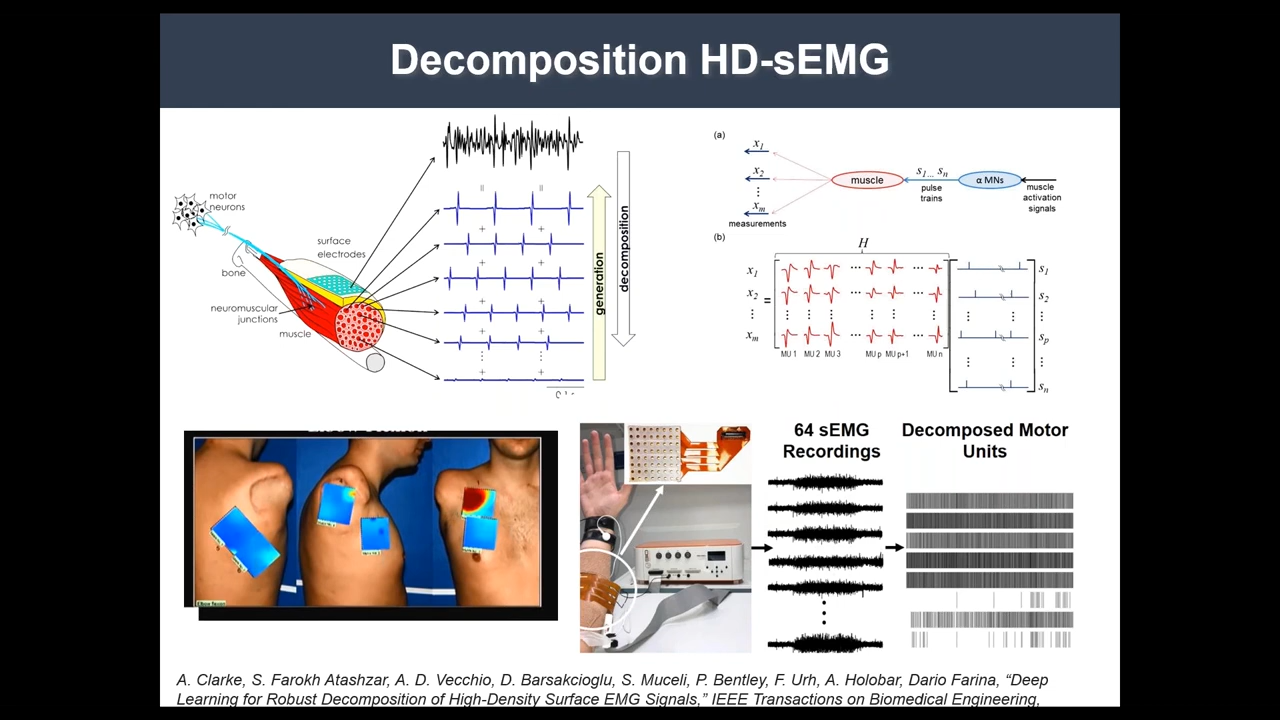 Decomposition HD-sEMG
motor
neurons
bone
neuromuscular
junctions
muscle
surface
electrodes
generation
decomposition
(a)
x1
x2
xm
measurements
muscle
s1... sn
pulse
trains
α MNs
muscle
activation
signals
(b)
H
x1
x2
xm
=
MU 1 MU 2 MU 3 MU p MU p+1 MU n
s1
s2
sp
sn
64 sEMG
Recordings
Decomposed Motor
Units
A. Clarke, S. Farokh Atashzar, A. D. Vecchio, D. Barsakcioglu, S. Muceli, P. Bentley, F. Urh, A. Holobar, Dario Farina, “Deep
Learning for Robust Decomposition of High-Density Surface EMG Signals,” IEEE Transactions on Biomedical Engineering,